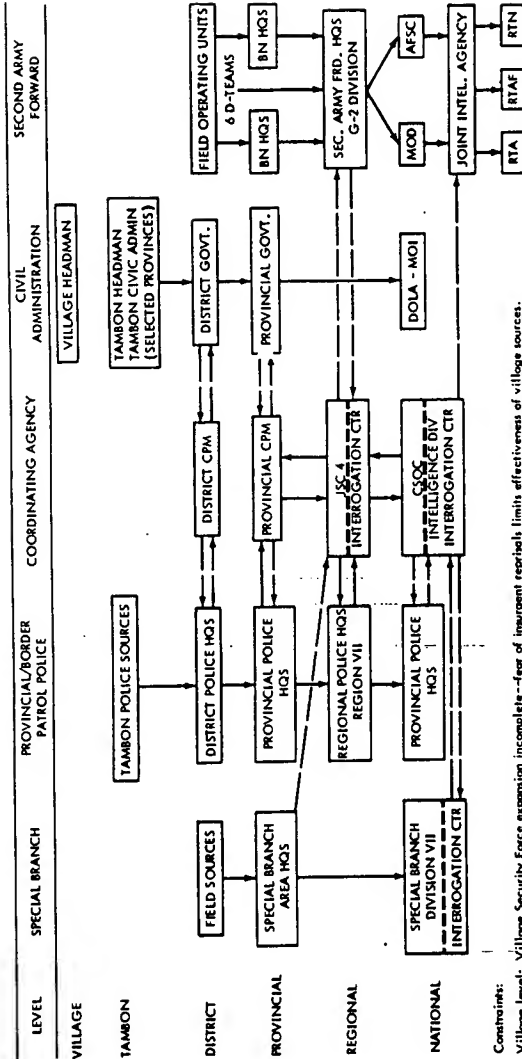 LEVEL
SPECIAL BRANCH
PROVINCIAL/BORDER
PATROL POLICE
COORDINATING AGENCY
CIVIL
ADMINISTRATION
SECOND ARMY
FORWARD
VILLAGE
VILLAGE HEADMAN
TAMBON
TAMBON POLICE SOURCES
TAMBON HEADMAN
TAMBON CIVIC ADMIN
(SELECTED PROVINCES)
DISTRICT
FIELD SOURCES
DISTRICT POLICE HQS
DISTRICT CPM
DISTRICT GOVT.
FIELD OPERATING UNITS
6 D-TEAMS
BN HQS
BN HQS
PROVINCIAL
SPECIAL BRANCH
AREA HQS
PROVINCIAL POLICE
HQS
PROVINCIAL CPM
PROVINCIAL GOVT.
REGIONAL
REGIONAL POLICE HQS
REGION VII
JSC 4
INTERROGATION CTR
SEC. ARMY FRD. HQS
G-2 DIVISION
NATIONAL
SPECIAL BRANCH
DIVISION VII
INTERROGATION CTR
PROVINCIAL POLICE
HQS
CSOC
INTELLIGENCE DIV
INTERROGATION CTR
DOLA - MOI
MOD
AFSC
JOINT INTEL. AGENCY
RTA
RTAF
RTN
Constraints:
Village level: Village Security Force expansion incomplete--fear of insurgent reprisals limits effectiveness of village sources.